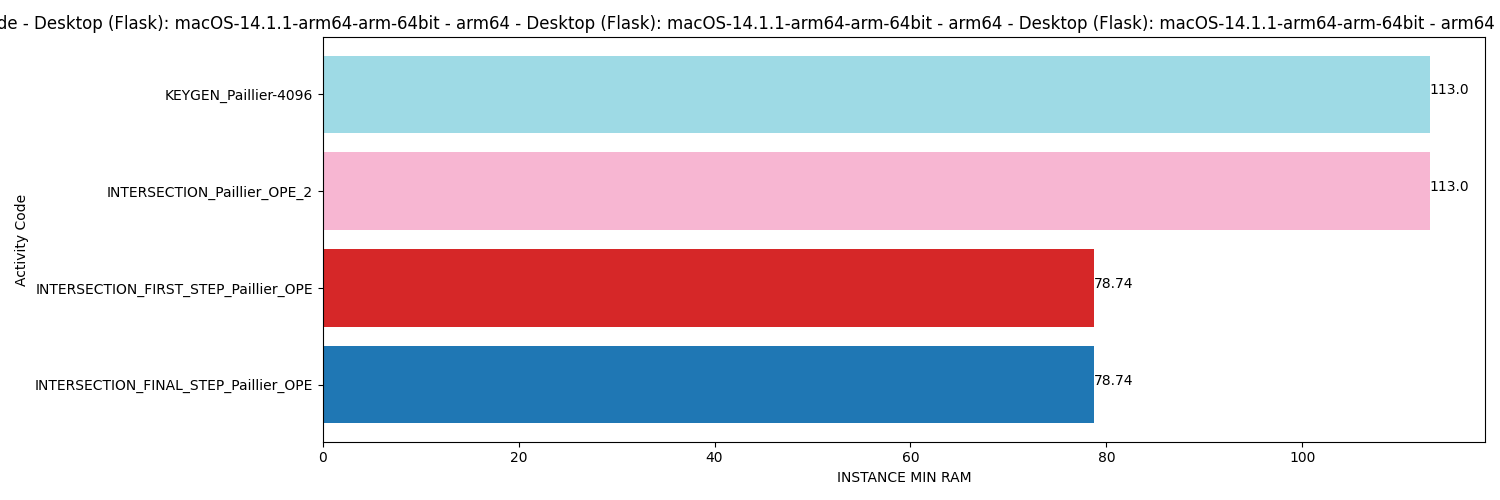 de - Desktop (Flask): macOS-14.1.1-arm64-arm-64bit - arm64 - Desktop (Flask): macOS-14.1.1-arm64-arm-64bit - arm64 - Desktop (Flask): macOS-14.1.1-arm64-arm-64bit - arm64
KEYGEN_Paillier-4096
113.0
INTERSECTION_Paillier_OPE_2
113.0
Activity Code
INTERSECTION_FIRST_STEP_Paillier_OPE
78.74
INTERSECTION_FINAL_STEP_Paillier_OPE
78.74
0 20 40 60 80 100
INSTANCE MIN RAM